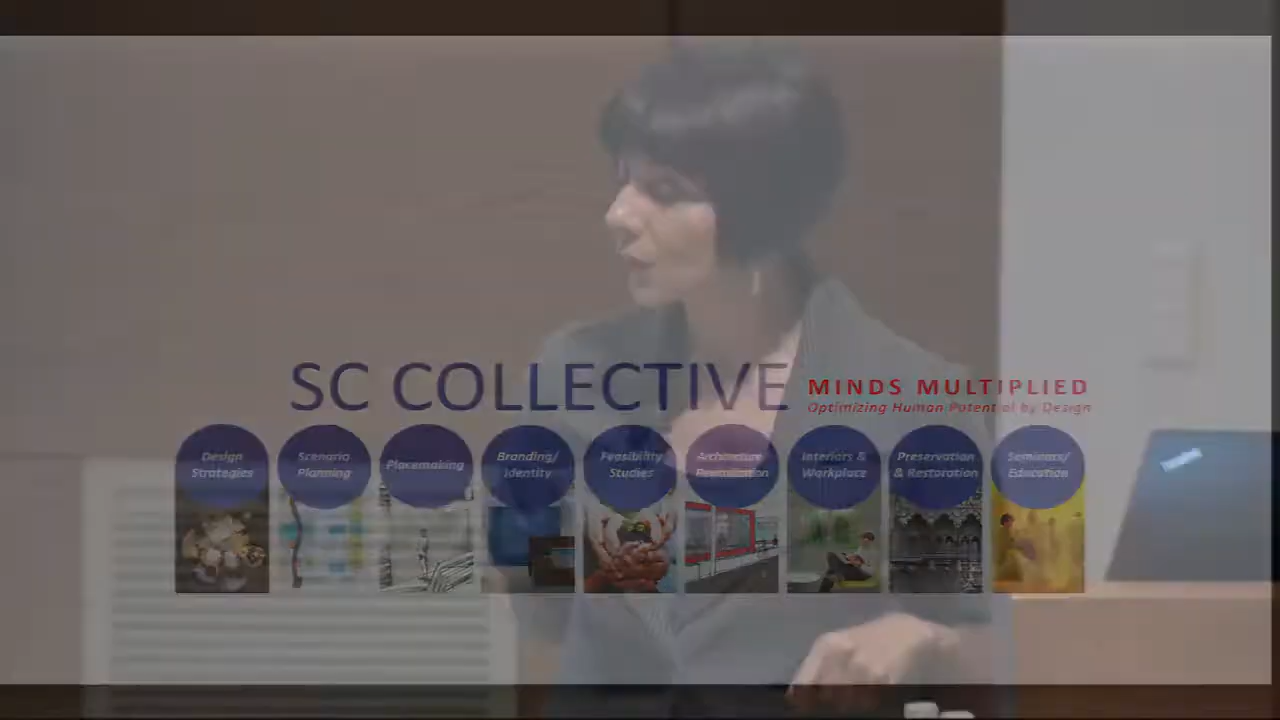 SC COLLECTIVE
MINDS MULTIPLIED
Optimizing Human Potential by Design
Design
Strategies
Scenario
Planning
Placemaking
Branding/
Identity
Feasibility
Studies
Architecture
Interiors &
Workplace
Preservation
& Restoration
Seminars/
Education